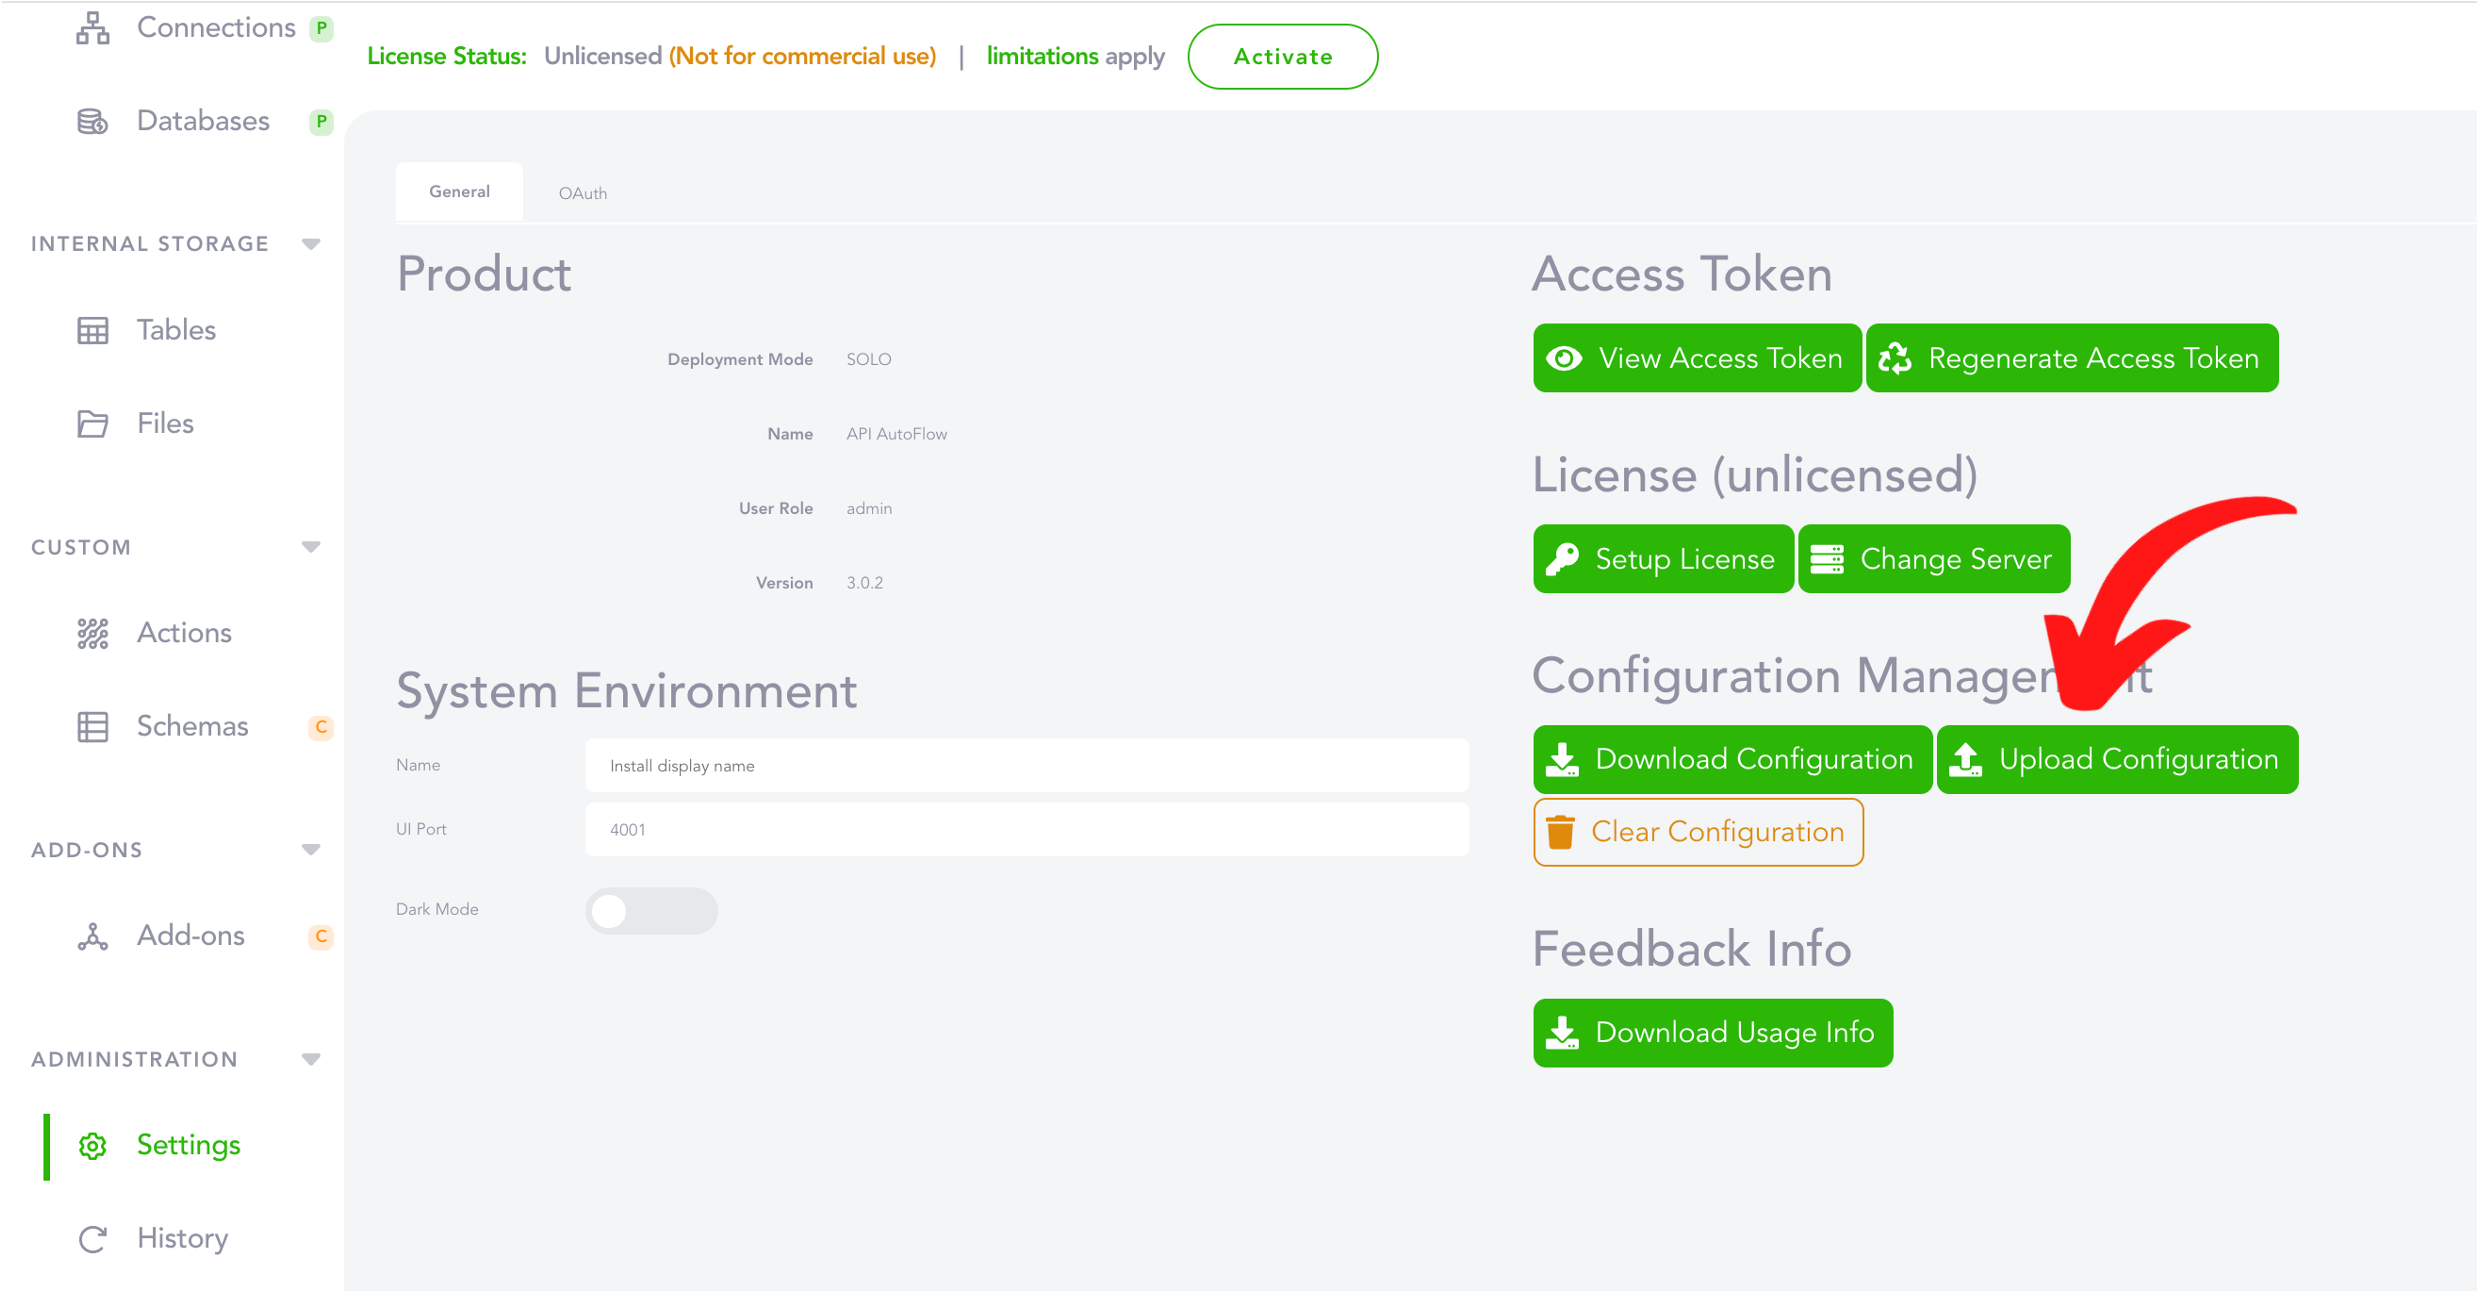 Connections P
Databases P
INTERNAL STORAGE
Tables
Files
CUSTOM
Actions
Schemas C
ADD-ONS
Add-ons C
ADMINISTRATION
Settings
History
License Status: Unlicensed (Not for commercial use) | limitations apply Activate
General OAuth
Product
Deployment Mode SOLO
Name API AutoFlow
User Role admin
Version 3.0.2
System Environment
Name Install display name
UI Port 4001
Dark Mode
Access Token
View Access Token Regenerate Access Token
License (unlicensed)
Setup License Change Server
Configuration Management
Download Configuration Upload Configuration
Clear Configuration
Feedback Info
Download Usage Info